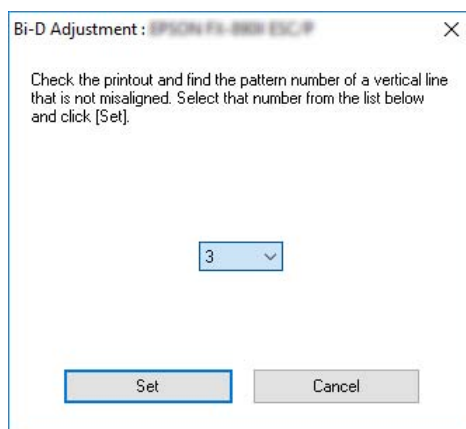 Bi-D Adjustment :
Check the printout and find the pattern number of a vertical line
that is not misaligned. Select that number from the list below
and click [Set].
3
Set
Cancel